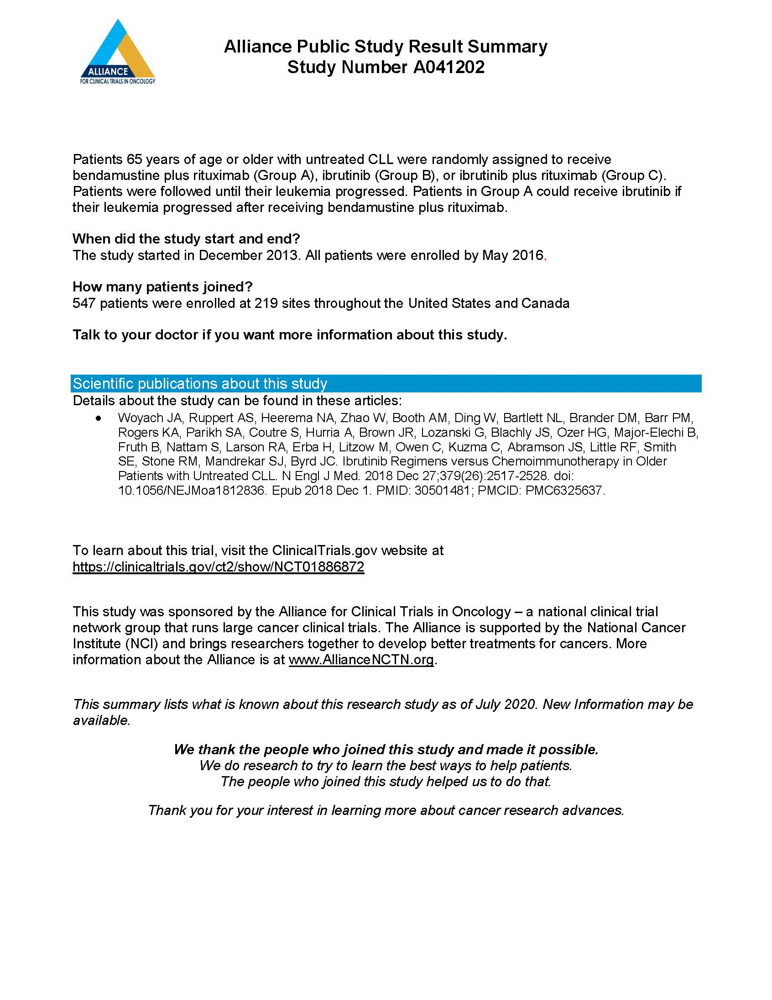 ALLIANCE
FOR CLINICAL TRIALS IN ONCOLOGY
Alliance Public Study Result Summary
Study Number A041202
Patients 65 years of age or older with untreated CLL were randomly assigned to receive
bendamustine plus rituximab (Group A), ibrutinib (Group B), or ibrutinib plus rituximab (Group C).
Patients were followed until their leukemia progressed. Patients in Group A could receive ibrutinib if
their leukemia progressed after receiving bendamustine plus rituximab.
When did the study start and end?
The study started in December 2013. All patients were enrolled by May 2016.
How many patients joined?
547 patients were enrolled at 219 sites throughout the United States and Canada
Talk to your doctor if you want more information about this study.
Scientific publications about this study
Details about the study can be found in these articles:
• Woyach JA, Ruppert AS, Heerema NA, Zhao W, Booth AM, Ding W, Bartlett NL, Brander DM, Barr PM,
Rogers KA, Parikh SA, Coutre S, Hurria A, Brown JR, Lozanski G, Blachly JS, Ozer HG, Major-Elechi B,
Fruth B, Nattam S, Larson RA, Erba H, Litzow M, Owen C, Kuzma C, Abramson JS, Little RF, Smith
SE, Stone RM, Mandrekar SJ, Byrd JC. Ibrutinib Regimens versus Chemoimmunotherapy in Older
Patients with Untreated CLL. N Engl J Med. 2018 Dec 27;379(26):2517-2528. doi:
10.1056/NEJMoa1812836. Epub 2018 Dec 1. PMID: 30501481; PMCID: PMC6325637.
To learn about this trial, visit the ClinicalTrials.gov website at
https://clinicaltrials.gov/ct2/show/NCT01886872
This study was sponsored by the Alliance for Clinical Trials in Oncology – a national clinical trial
network group that runs large cancer clinical trials. The Alliance is supported by the National Cancer
Institute (NCI) and brings researchers together to develop better treatments for cancers. More
information about the Alliance is at www.AllianceNCTN.org.
This summary lists what is known about this research study as of July 2020. New Information may be
available.
We thank the people who joined this study and made it possible.
We do research to try to learn the best ways to help patients.
The people who joined this study helped us to do that.
Thank you for your interest in learning more about cancer research advances.